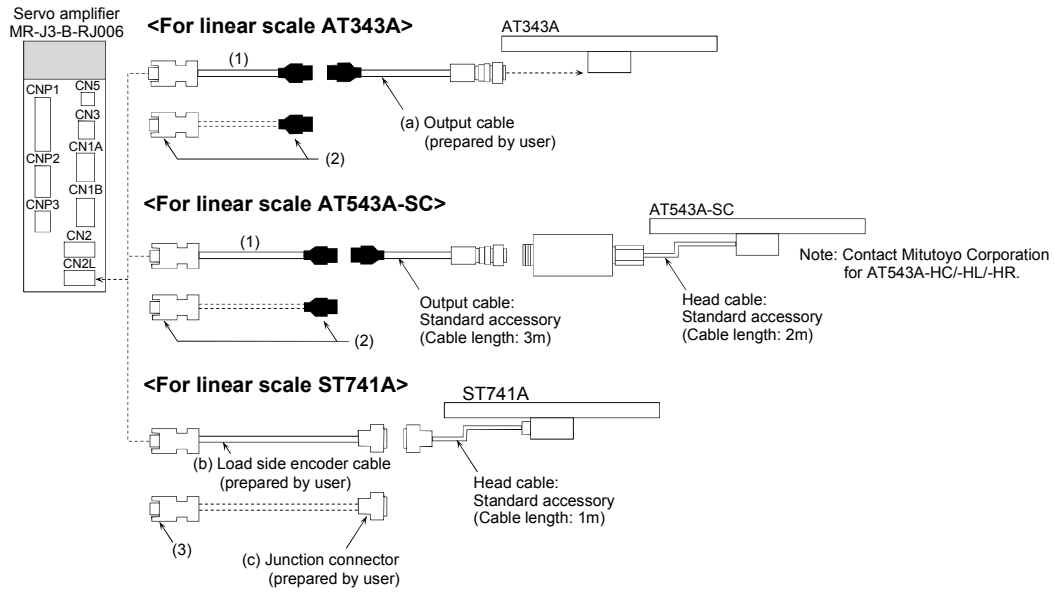 Servo amplifier
MR-J3-B-RJ006
CNP1
CN5
CN3
CN1A
CNP2
CN1B
CNP3
CN2
CN2L
<For linear scale AT343A>
AT343A
(1)
(a) Output cable
(prepared by user)
(2)
<For linear scale AT543A-SC>
AT543A-SC
(1)
Note: Contact Mitutoyo Corporation
for AT543A-HC/-HL/-HR.
Output cable:
Standard accessory
(Cable length: 3m)
Head cable:
Standard accessory
(Cable length: 2m)
(2)
<For linear scale ST741A>
ST741A
(b) Load side encoder cable
(prepared by user)
Head cable:
Standard accessory
(Cable length: 1m)
(3)
(c) Junction connector
(prepared by user)